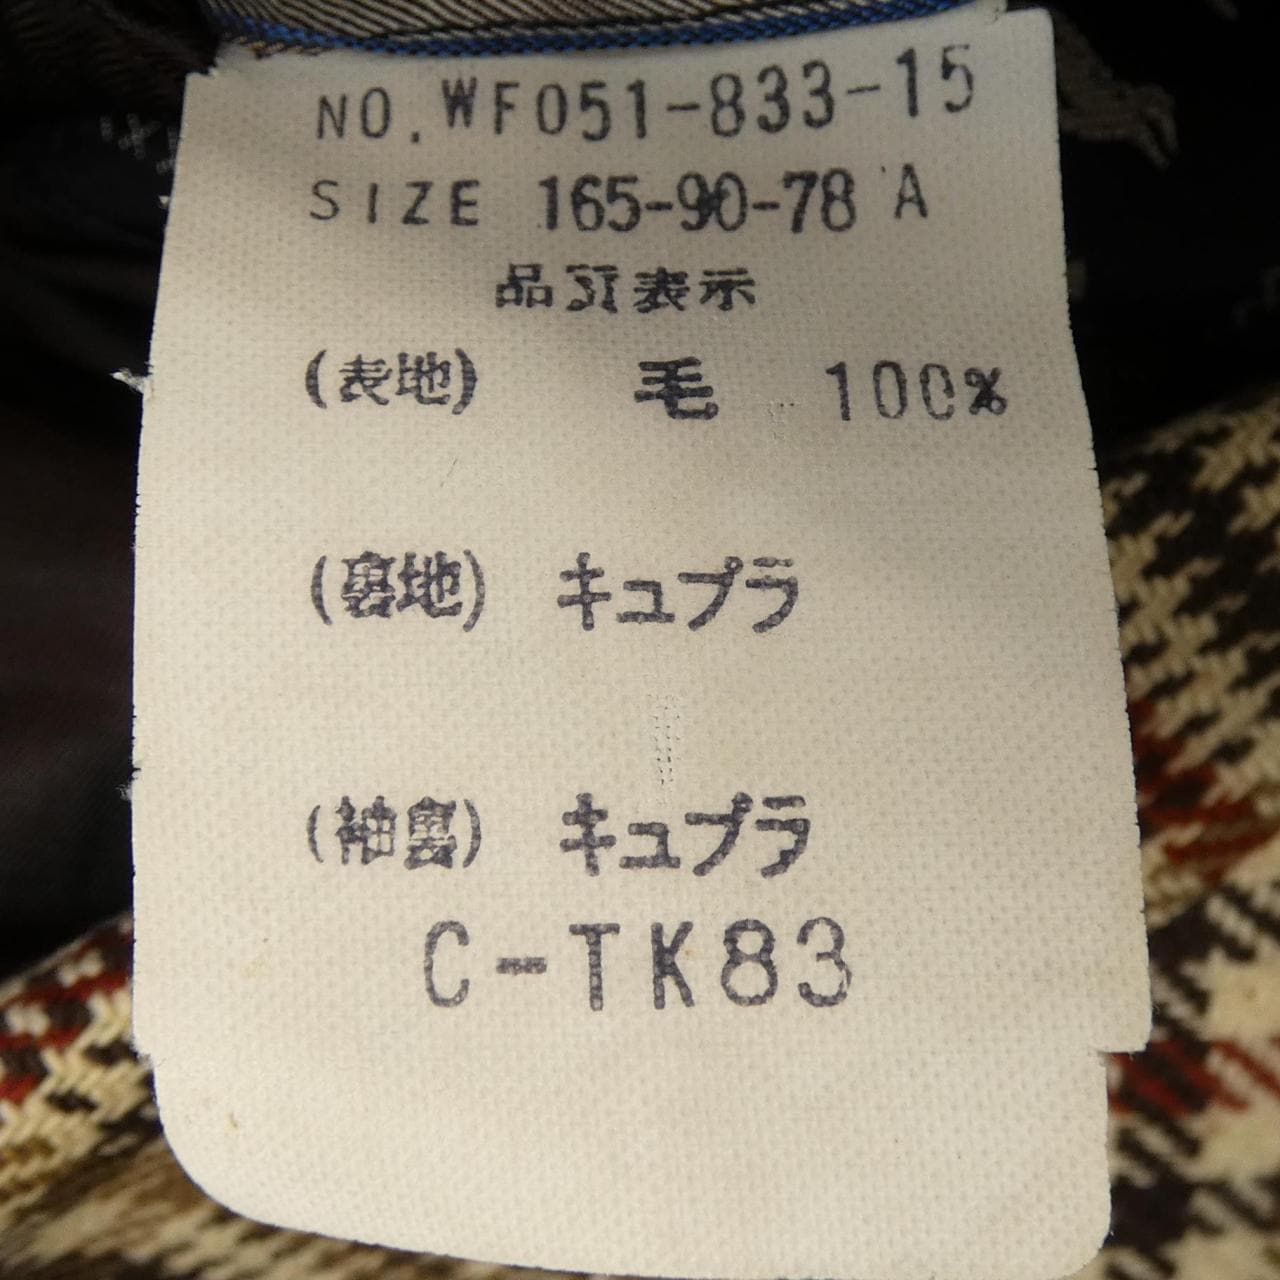 NO.WF051-833-15
SIZE 165-90-78 A
品質表示
(表地) 毛 100%
(裏地) キュプラ
(袖裏) キュプラ
C-TK83